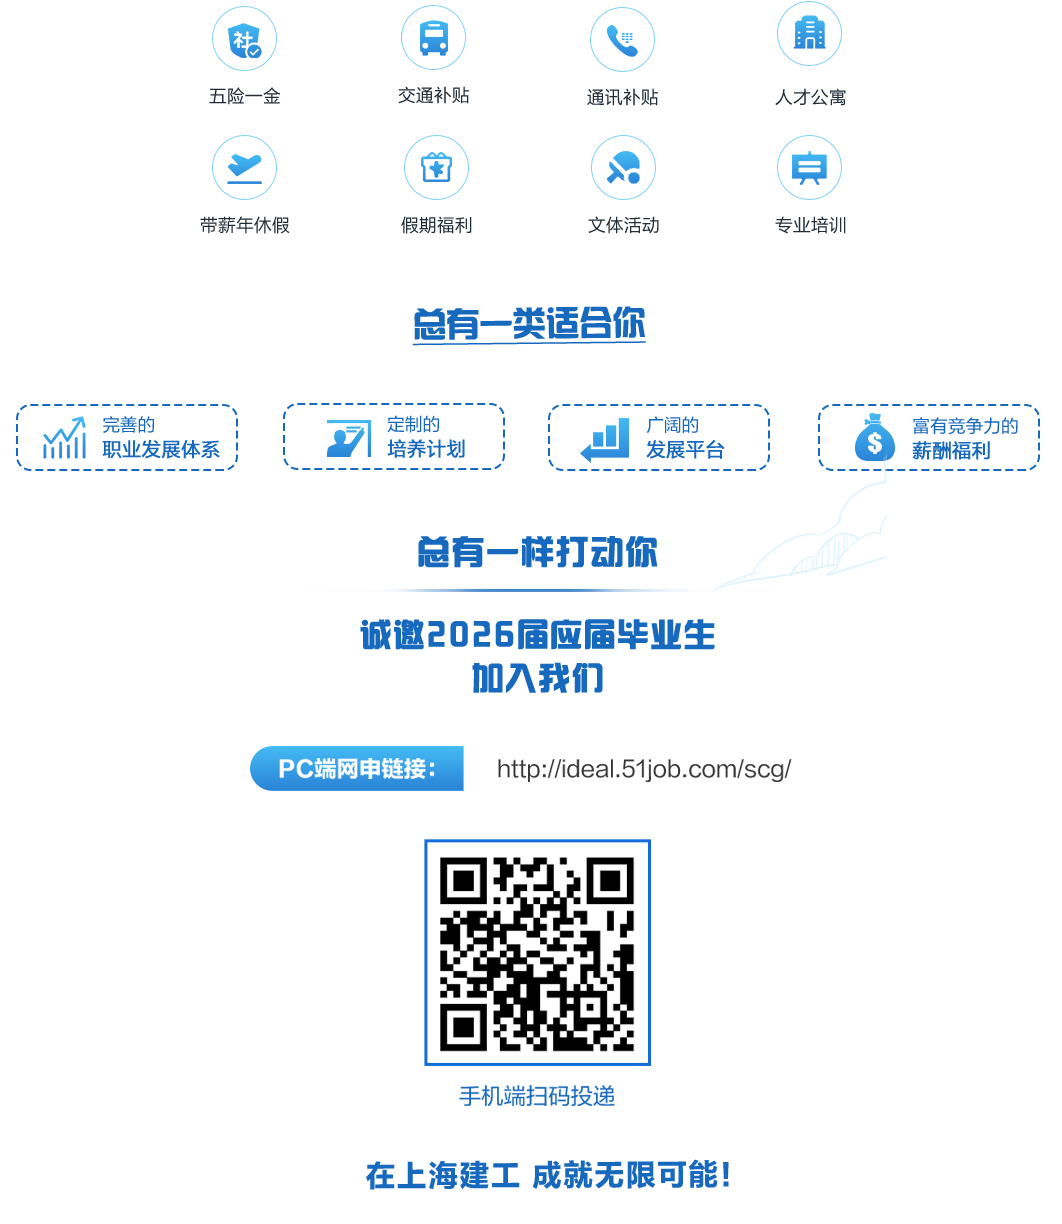 社
五险一金
交通补贴
通讯补贴
人才公寓
带薪年休假
假期福利
文体活动
专业培训
总有一类适合你
完善的
职业发展体系
定制的
培养计划
广阔的
发展平台
$
富有竞争力的
薪酬福利
总有一样打动你
诚邀2026届应届毕业生
加入我们
PC端网申链接：
http://ideal.51job.com/scg/
手机端扫码投递
在上海建工 成就无限可能！